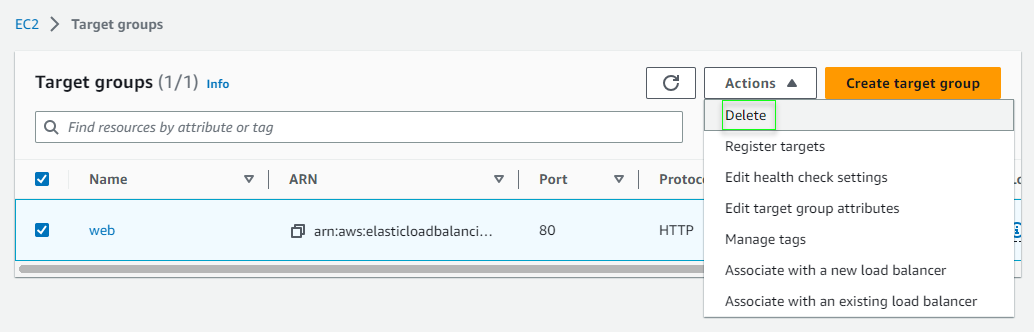 EC2 > Target groups
Target groups (1/1) Info
Actions
Create target group
Find resources by attribute or tag
Delete
Register targets
Edit health check settings
Edit target group attributes
Manage tags
Associate with a new load balancer
Associate with an existing load balancer
Name ARN Port
web arn:aws:elasticloadbalanci... 80 HTTP